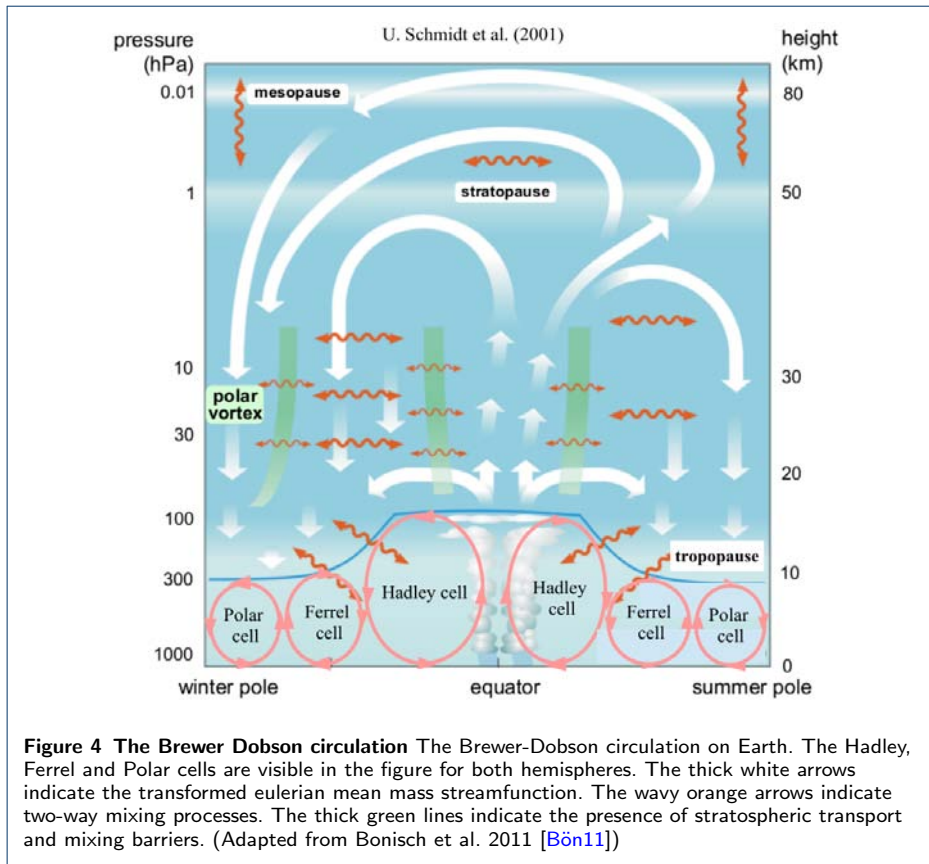 U. Schmidt et al. (2001)
pressure
(hPa)
height
(km)
0.01
mesopause
80
1
stratopause
50
10
30
polar
vortex
30
20
100
tropopause
300
10
Hadley cell
Hadley
cell
Polar
cell
Ferrel
cell
Ferrel
cell
Polar
cell
1000
0
winter pole
equator
summer pole
Figure 4 The Brewer Dobson circulation The Brewer-Dobson circulation on Earth. The Hadley,
Ferrel and Polar cells are visible in the figure for both hemispheres. The thick white arrows
indicate the transformed eulerian mean mass streamfunction. The wavy orange arrows indicate
two-way mixing processes. The thick green lines indicate the presence of stratospheric transport
and mixing barriers. (Adapted from Bonisch et al. 2011 [Bön11])